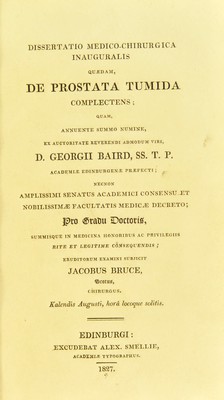 DISSERTATIO MEDICO-CHIRURGICA
INAUGURALIS
QUÆDAM,
DE PROSTATA TUMIDA
COMPLECTENS;
QUAM,
ANNUENTE SUMMO NUMINE,
EX AUCTORITATE REVERENDI ADMODUM VIRI,
D. GEORGII BAIRD, SS. T. P.
ACADEMIÆ EDINBURGENÆ PRÆFECTI;
NECNON
AMPLISSIMI SENATUS ACADEMICI CONSENSU, ET
NOBILISSIMÆ FACULTATIS MEDICÆ DECRETO;
Pro Gradu Doctoris,
SUMMISQUE IN MEDICINA HONORIBUS AC PRIVILEGIIS
RITE ET LEGITIME CONSEQUENDIS;
ERUDITORUM EXAMINI SUBJICIT
JACOBUS BRUCE,
Scotus,
CHIRURGUS.
Kalendis Augusti, horâ locoque solitis.
EDINBURGI:
EXCUDEBAT ALEX. SMELLIE,
ACADEMIÆ TYPOGRAPHUS.
1827.